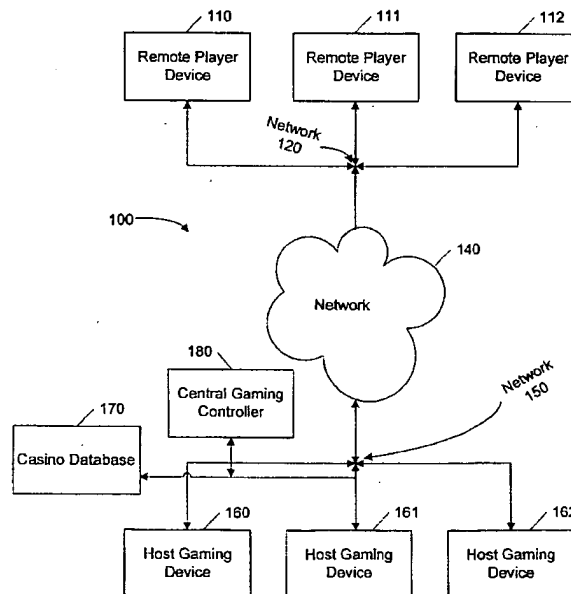 110
111
112
Remote Player
Device
Remote Player
Device
Remote Player
Device
Network
120
100
140
Network
180
Central Gaming
Controller
170
Casino Database
Network
150
160
161
162
Host Gaming
Device
Host Gaming
Device
Host Gaming
Device